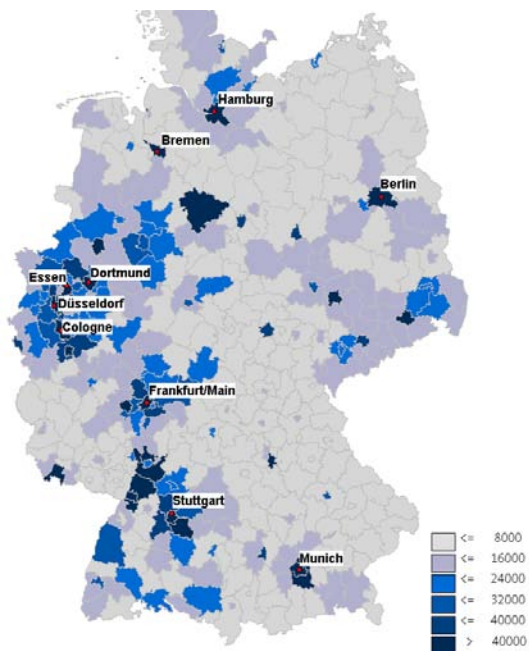 Hamburg
Bremen
Berlin
Essen
Dortmund
Düsseldorf
Cologne
Frankfurt/Main
Stuttgart
Munich
<= 8000
<= 16000
<= 24000
<= 32000
<= 40000
> 40000